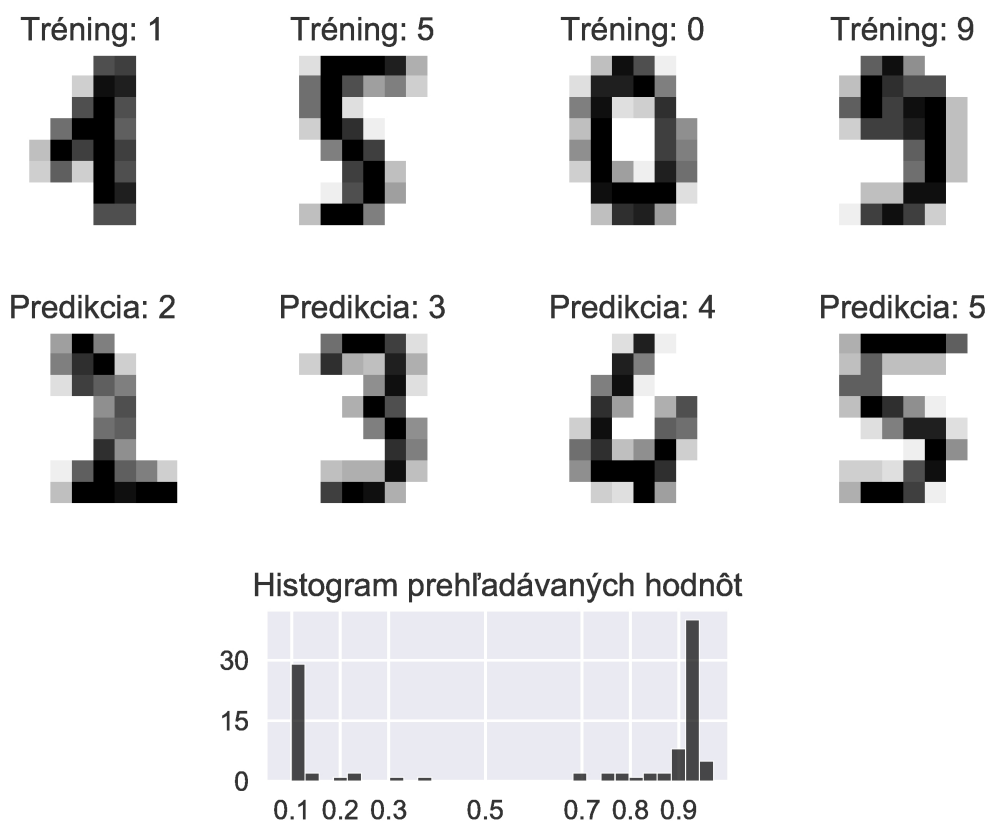 Tréning: 1 Tréning: 5 Tréning: 0 Tréning: 9
Predikcia: 2 Predikcia: 3 Predikcia: 4 Predikcia: 5
Histogram prehľadávaných hodnôt
30
15
0
0.1 0.2 0.3 0.5 0.7 0.8 0.9